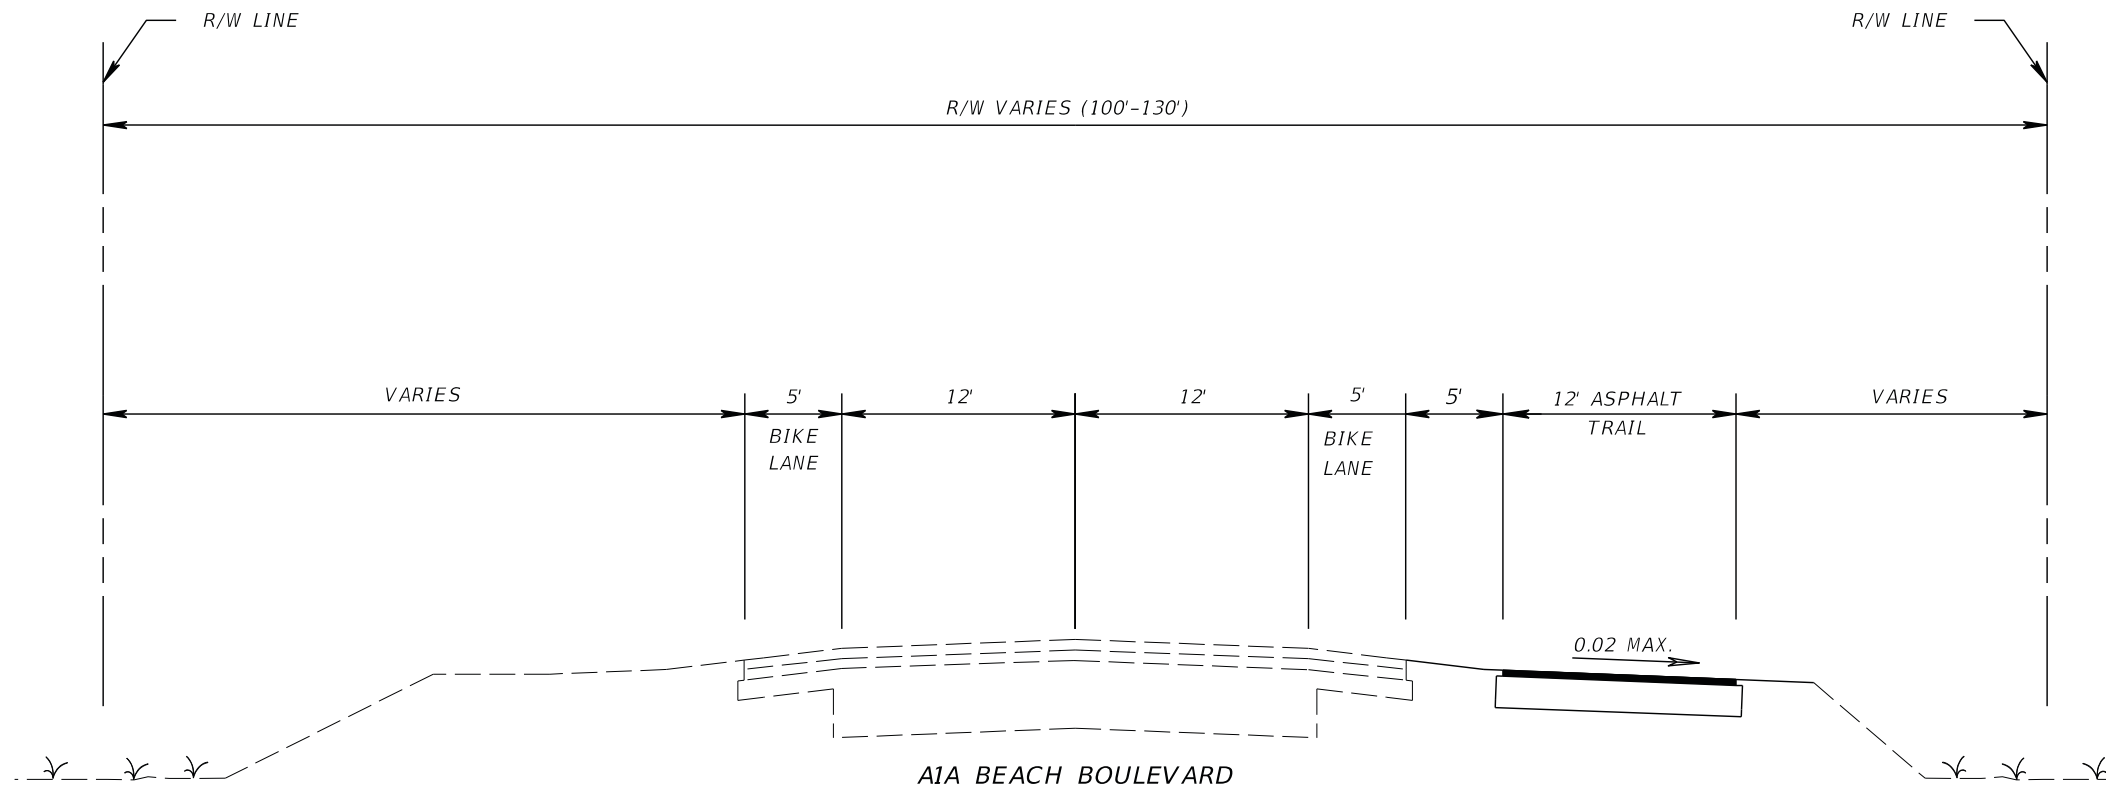 R/W LINE
R/W LINE
R/W VARIES (100'-130')
VARIES
5'
BIKE
LANE
12'
12'
5'
BIKE
LANE
5'
12' ASPHALT
TRAIL
VARIES
0.02 MAX.
A1A BEACH BOULEVARD